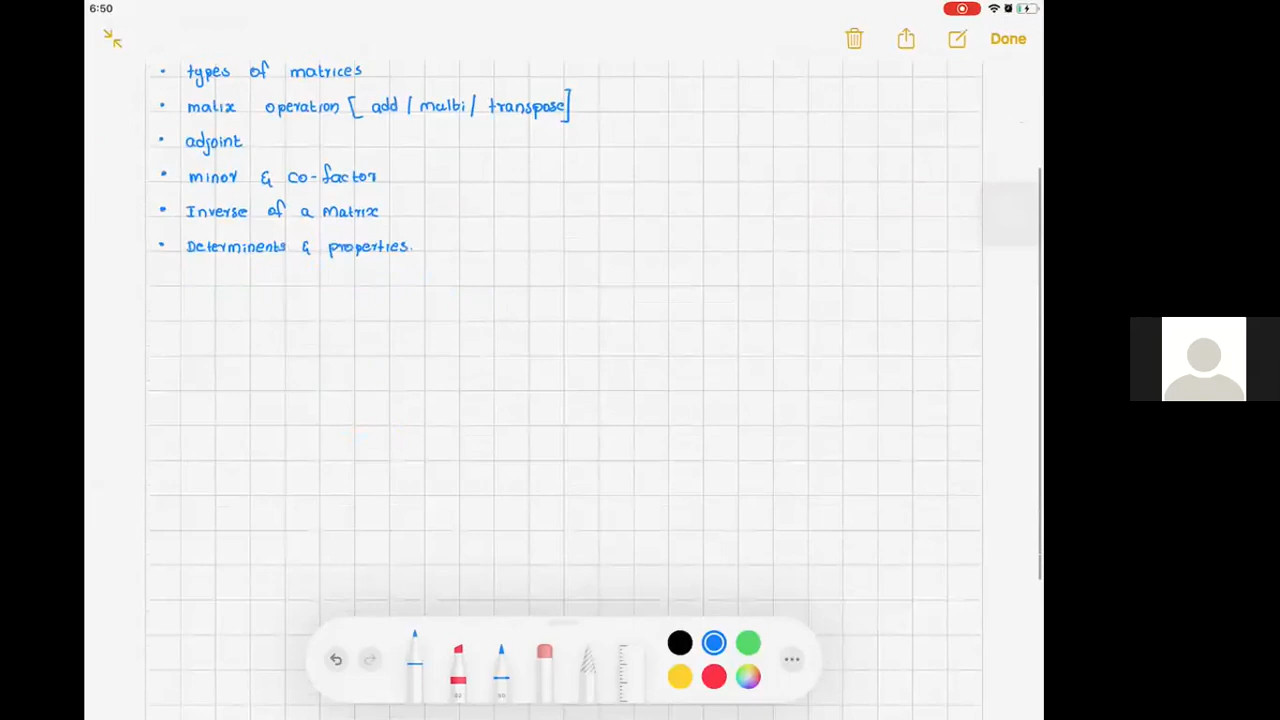 6:50
Done
• types of matrices
• matix operation [ add / multi / transpose]
• adjoint
• minor & co-factor
• Inverse of a Matrix
• Determinents & properties.